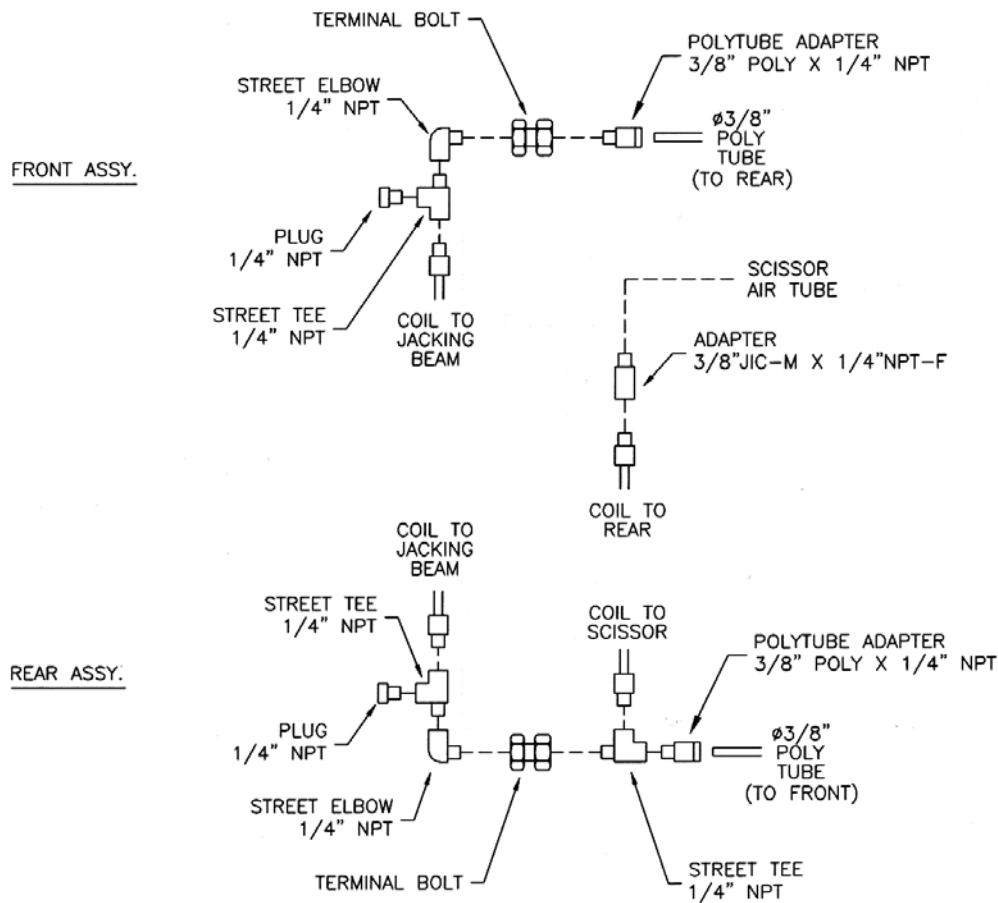 TERMINAL BOLT
POLYTUBE ADAPTER
3/8" POLY X 1/4" NPT
STREET ELBOW
1/4" NPT
ø3/8"
POLY
TUBE
(TO REAR)
FRONT ASSY.
PLUG
1/4" NPT
STREET TEE
1/4" NPT
COIL TO
JACKING
BEAM
SCISSOR
AIR TUBE
ADAPTER
3/8"JIC-M X 1/4"NPT-F
COIL TO
REAR
COIL TO
JACKING
BEAM
STREET TEE
1/4" NPT
COIL TO
SCISSOR
POLYTUBE ADAPTER
3/8" POLY X 1/4" NPT
REAR ASSY.
PLUG
1/4" NPT
ø3/8"
POLY
TUBE
(TO FRONT)
STREET ELBOW
1/4" NPT
TERMINAL BOLT
STREET TEE
1/4" NPT